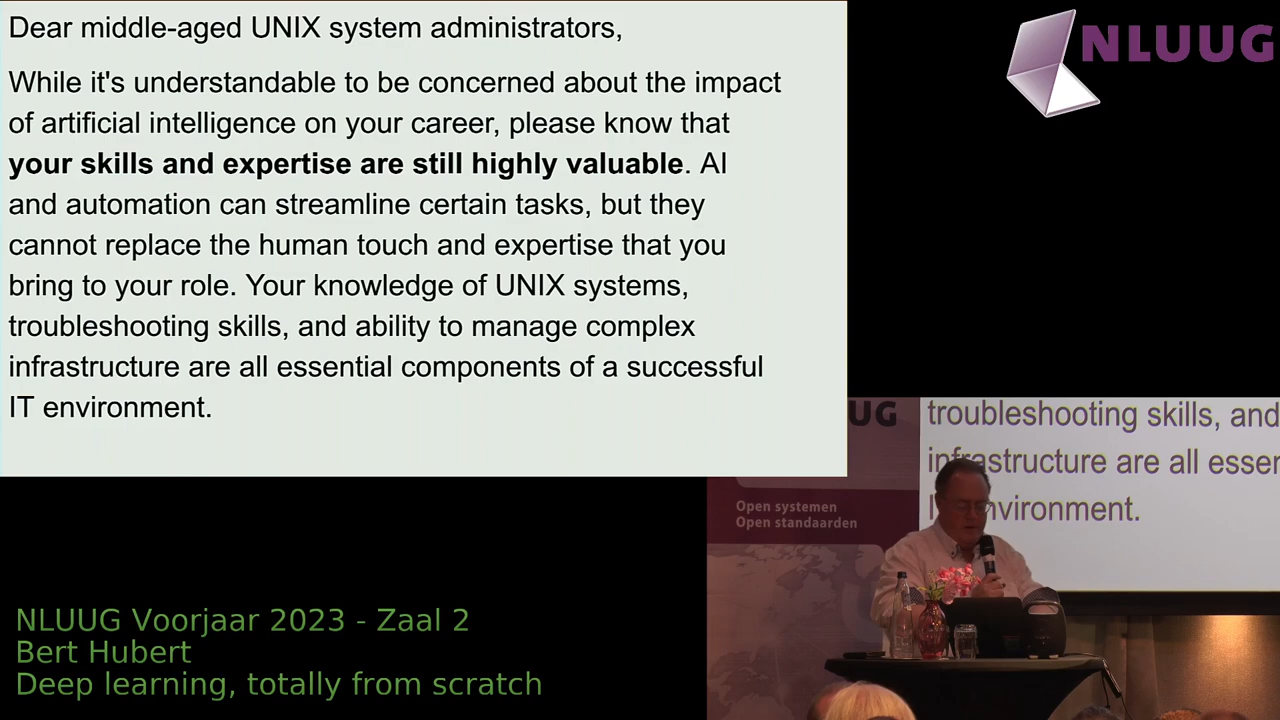 Dear middle-aged UNIX system administrators,
While it's understandable to be concerned about the impact
of artificial intelligence on your career, please know that
your skills and expertise are still highly valuable. AI
and automation can streamline certain tasks, but they
cannot replace the human touch and expertise that you
bring to your role. Your knowledge of UNIX systems,
troubleshooting skills, and ability to manage complex
infrastructure are all essential components of a successful
IT environment.
NLUUG
UG
troubleshooting skills, and
infrastructure are all esser
I nvironment.
Open systemen
Open standaarden
NLUUG Voorjaar 2023 - Zaal 2
Bert Hubert
Deep learning, totally from scratch